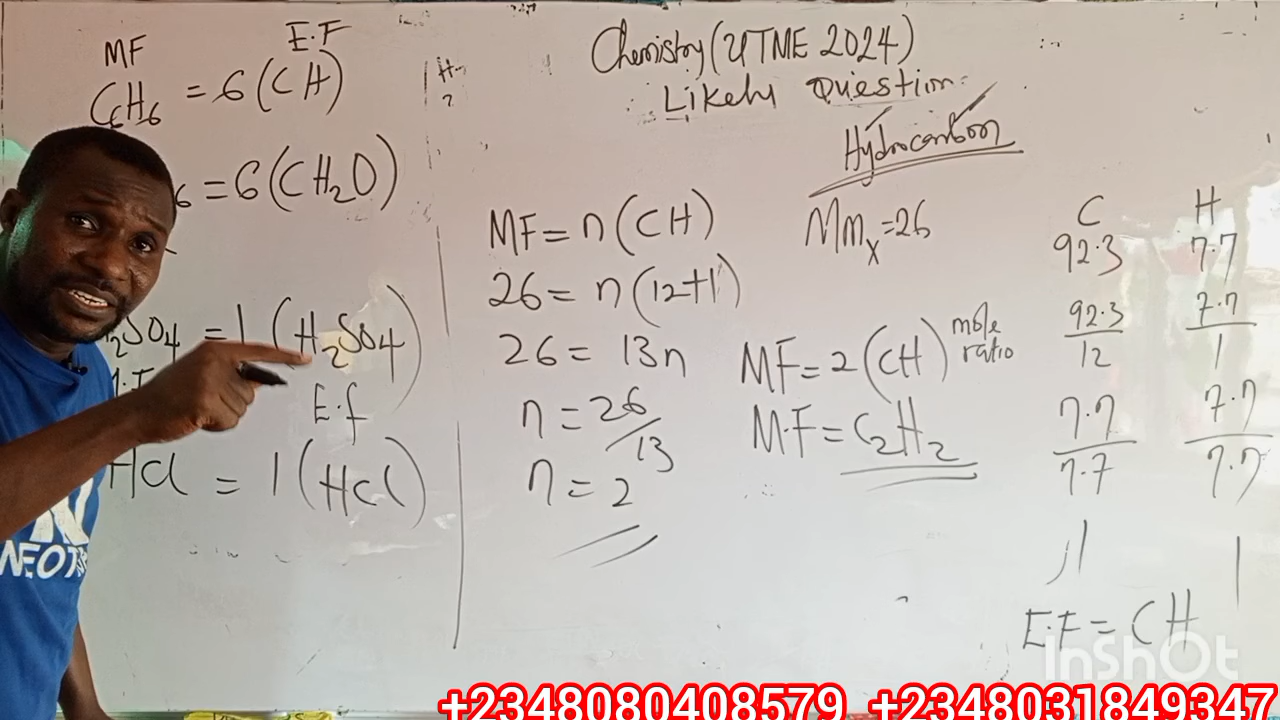 MF E.F
C6H6 = 6(CH)
6 = 6(CH2O)
2SO4 = 1(H2SO4)
E.f
HCl = 1(HCl)
Chemistry(UTME 2024)
Likely Question
Hydrocarbon
MF = n(CH)
26 = n(12+1)
26 = 13n
n = 26/13
n = 2
Mmx = 26
MF = 2(CH) mole ratio
M.F = C2H2
C H
92.3 7.7
92.3/12 7.7/1
7.7/7.7 7.7/7.7
1 1
E.F = CH
NEOT
InShOt
+2348080408579 +2348031849347